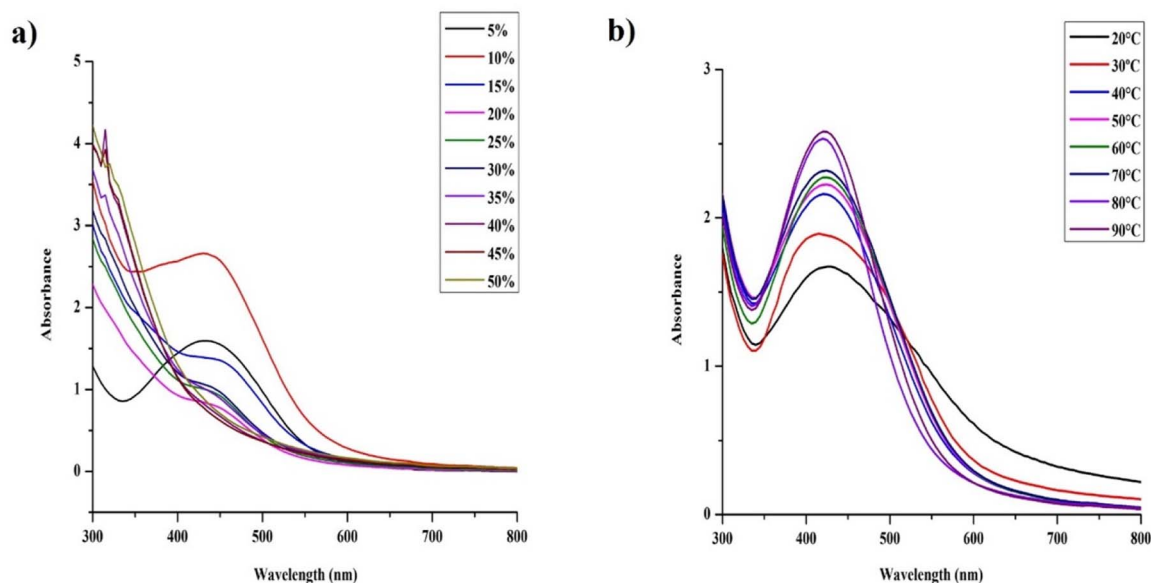 a)
5%
10%
15%
20%
25%
30%
35%
40%
45%
50%
5
4
3
2
1
0
Absorbance
300 400 500 600 700 800
Wavelength (nm)
b)
20°C
30°C
40°C
50°C
60°C
70°C
80°C
90°C
3
2
1
0
Absorbance
300 400 500 600 700 800
Wavelength (nm)